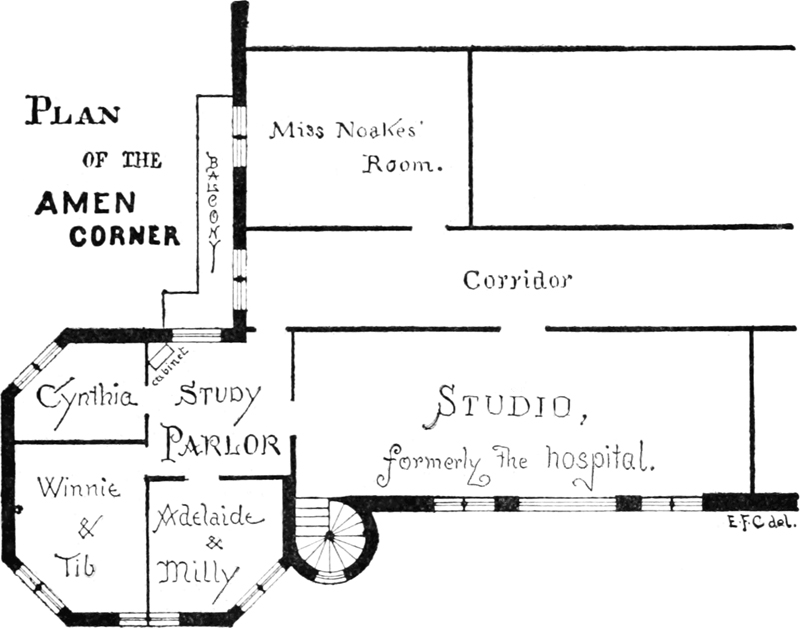 PLAN
OF THE
AMEN
CORNER
BALCONY
Miss Noakes'
Room.
Corridor
cabinet
Cynthia
STUDY
PARLOR
STUDIO,
formerly the hospital.
Winnie
&
Tib
Adelaide
&
Milly
E.F.C del.